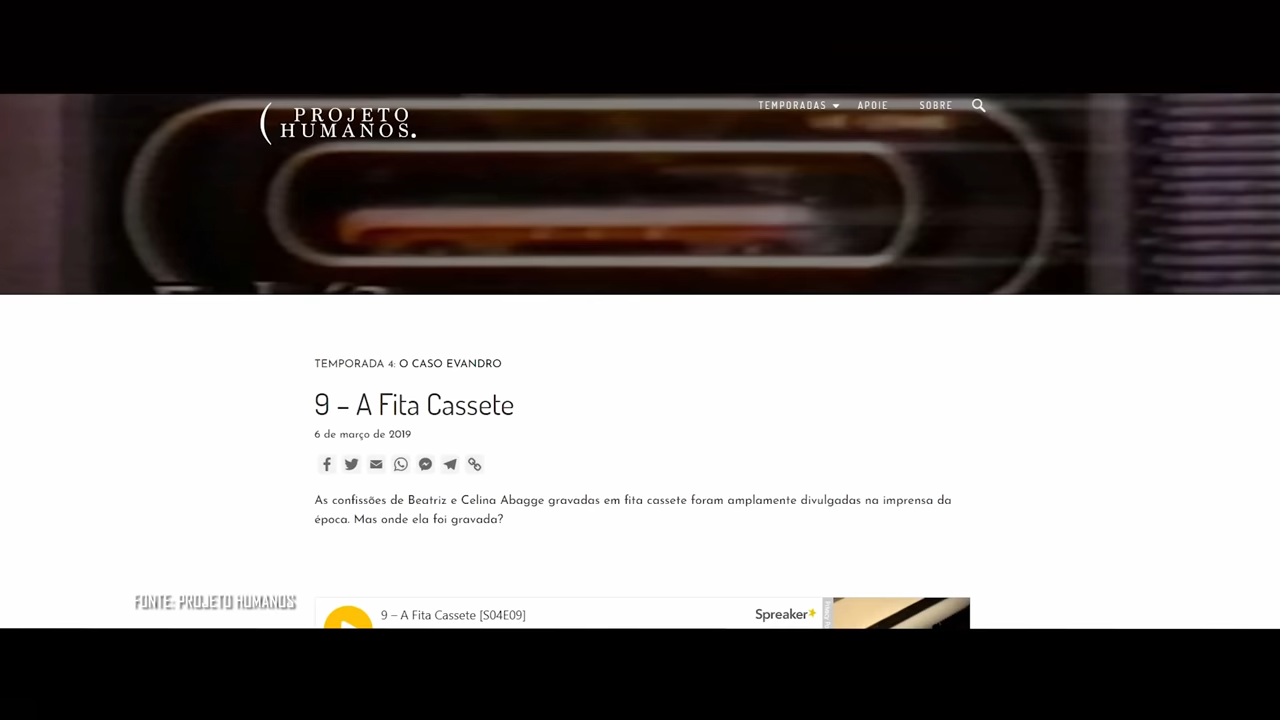 ( PROJETO
HUMANOS.
TEMPORADAS APOIE SOBRE
TEMPORADA 4: O CASO EVANDRO
9 – A Fita Cassete
6 de março de 2019
As confissões de Beatriz e Celina Abagge gravadas em fita cassete foram amplamente divulgadas na imprensa da
época. Mas onde ela foi gravada?
FONTE: PROJETO HUMANOS
9 – A Fita Cassete [S04E09]
Spreaker